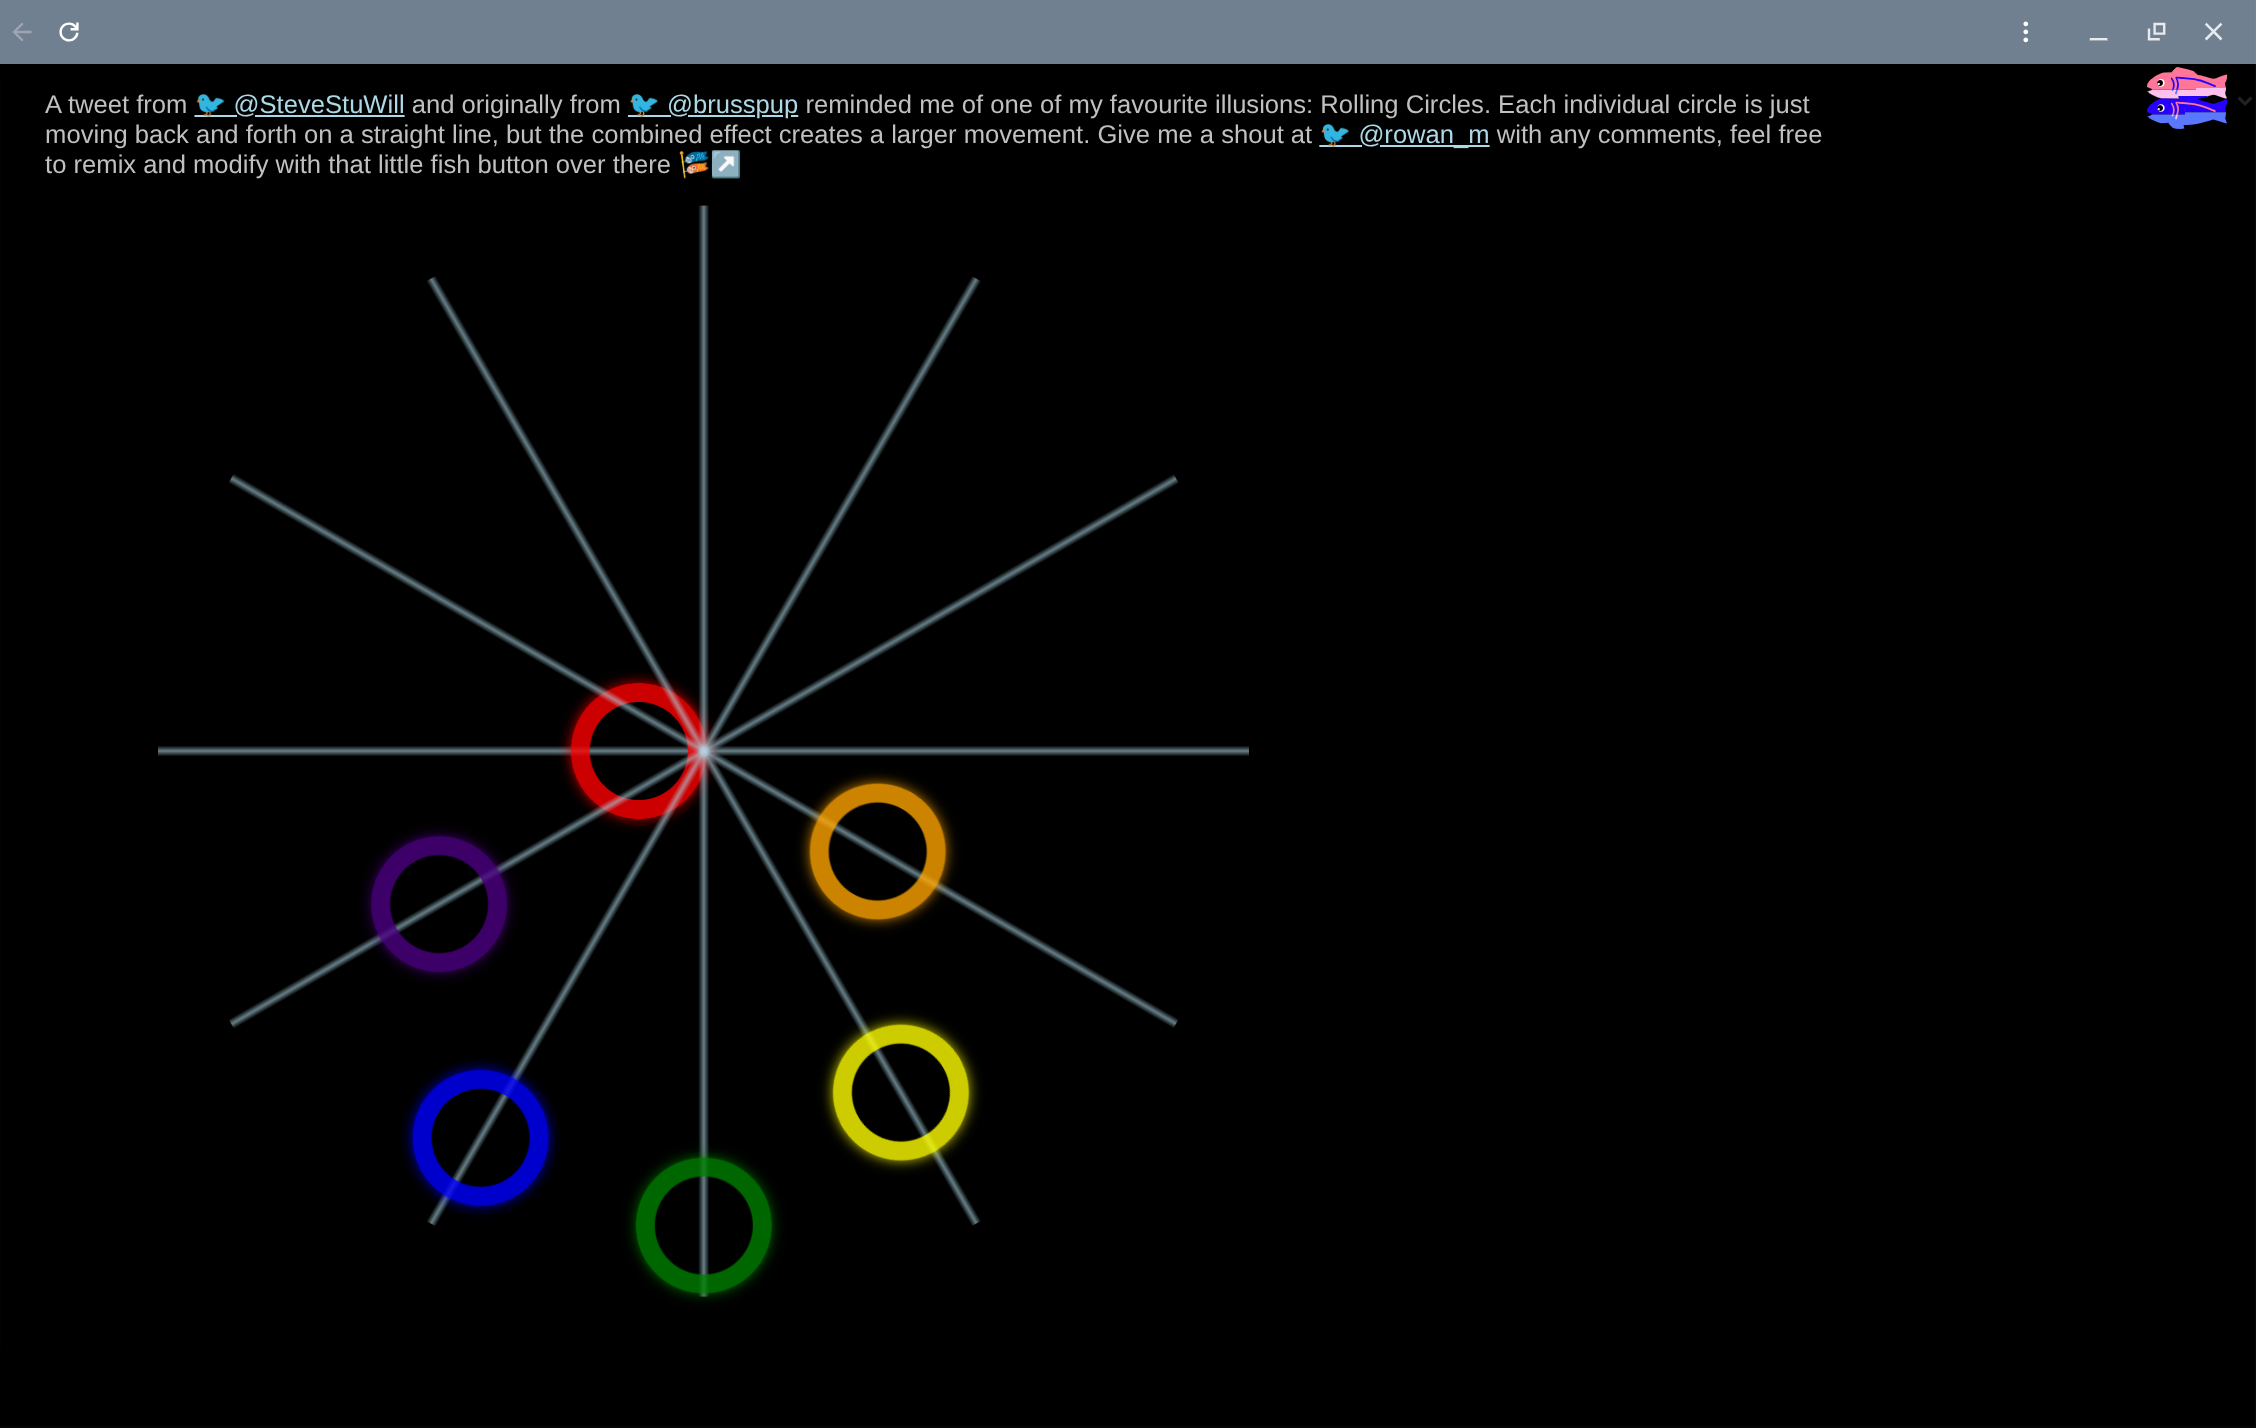 A tweet from 🐦 @SteveStuWill and originally from 🐦 @brusspup reminded me of one of my favourite illusions: Rolling Circles. Each individual circle is just
moving back and forth on a straight line, but the combined effect creates a larger movement. Give me a shout at 🐦 @rowan_m with any comments, feel free
to remix and modify with that little fish button over there 🎏↗️